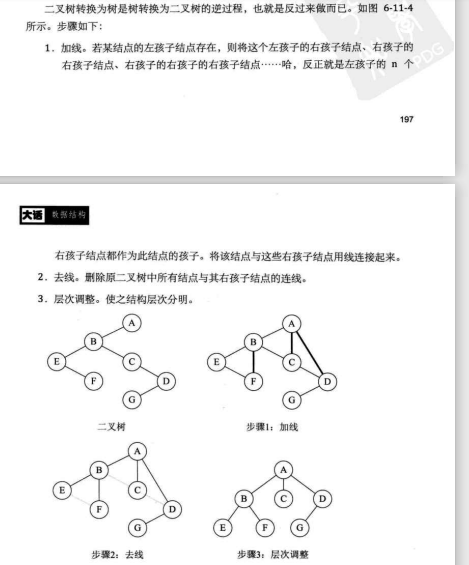 二叉树转换为树是树转换为二叉树的逆过程，也就是反过来做而已。如图 6-11-4
所示。步骤如下：
1．加线。若某结点的左孩子结点存在，则将这个左孩子的右孩子结点、右孩子的
右孩子结点、右孩子的右孩子的右孩子结点……哈，反正就是左孩子的 n 个
PDG
197
大话 数据结构
右孩子结点都作为此结点的孩子。将该结点与这些右孩子结点用线连接起来。
2．去线。删除原二叉树中所有结点与其右孩子结点的连线。
3．层次调整。使之结构层次分明。
A
B
E C
F D
G
二叉树
A
B
E C
F D
G
步骤1：加线
A
B
E C
F D
G
步骤2：去线
A
B C D
E F G
步骤3：层次调整